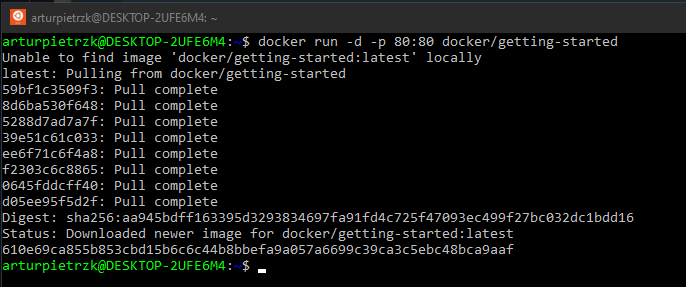 arturpietrzk@DESKTOP-2UFE6M4: ~
arturpietrzk@DESKTOP-2UFE6M4:~$ docker run -d -p 80:80 docker/getting-started
Unable to find image 'docker/getting-started:latest' locally
latest: Pulling from docker/getting-started
59bf1c3509f3: Pull complete
8d6ba530f648: Pull complete
5288d7ad7a7f: Pull complete
39e51c61c033: Pull complete
ee6f71c6f4a8: Pull complete
f2303c6c8865: Pull complete
0645fddcff40: Pull complete
d05ee95f5d2f: Pull complete
Digest: sha256:aa945bdff163395d3293834697fa91fd4c725f47093ec499f27bc032dc1bdd16
Status: Downloaded newer image for docker/getting-started:latest
610e69ca855b853cbd15b6c6c44b8bbefa9a057a6699c39ca3c5ebc48bca9aaf
arturpietrzk@DESKTOP-2UFE6M4:~$